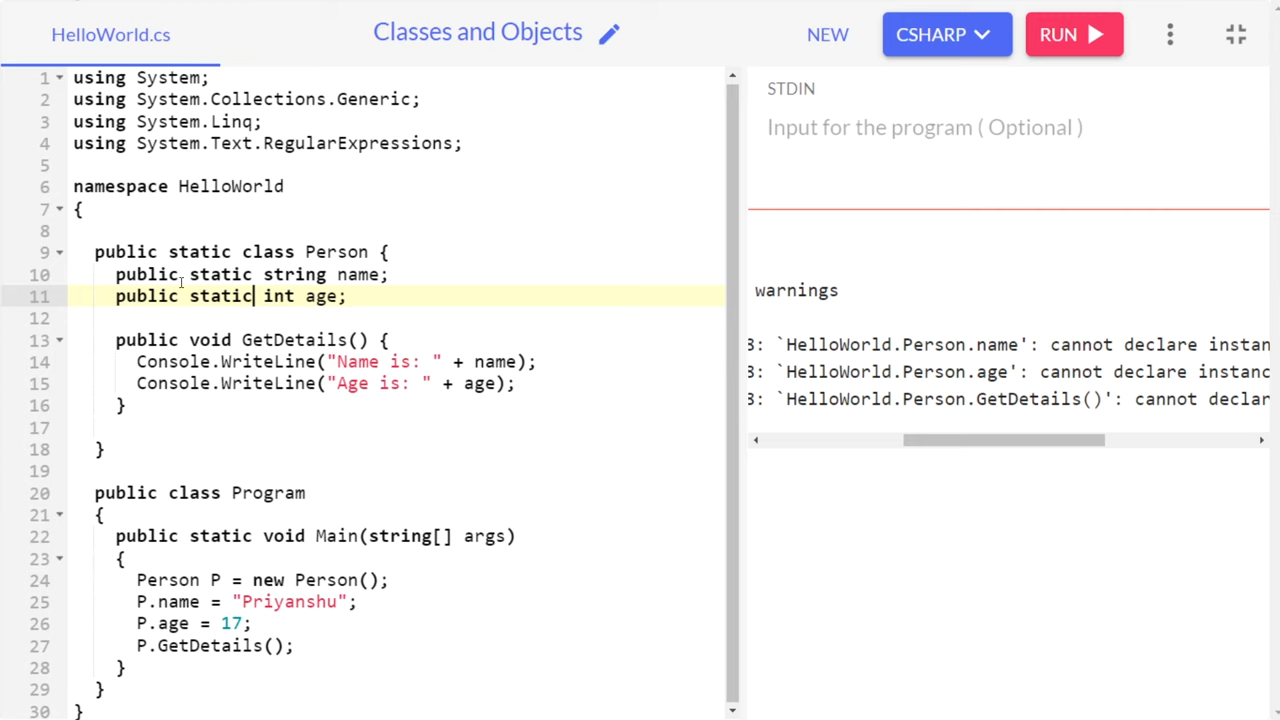 HelloWorld.cs
Classes and Objects
NEW
CSHARP
RUN
1 using System;
2 using System.Collections.Generic;
3 using System.Linq;
4 using System.Text.RegularExpressions;
5
6 namespace HelloWorld
7 {
8
9 public static class Person {
10 public static string name;
11 public static int age;
12
13 public void GetDetails() {
14 Console.WriteLine("Name is: " + name);
15 Console.WriteLine("Age is: " + age);
16 }
17
18 }
19
20 public class Program
21 {
22 public static void Main(string[] args)
23 {
24 Person P = new Person();
25 P.name = "Priyanshu";
26 P.age = 17;
27 P.GetDetails();
28 }
29 }
30 }
STDIN
Input for the program ( Optional )
warnings
3: `HelloWorld.Person.name': cannot declare instan
3: `HelloWorld.Person.age': cannot declare instanc
3: `HelloWorld.Person.GetDetails()': cannot declar